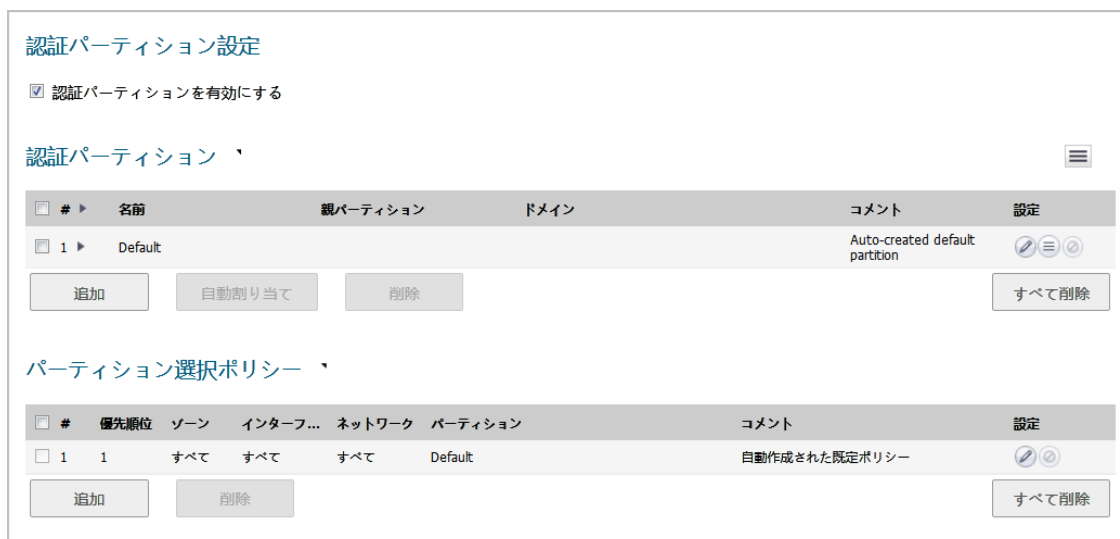 認証パーティション設定
認証パーティションを有効にする
認証パーティション
# 名前 親パーティション ドメイン コメント 設定
1 Default Auto-created default
partition
追加 自動割り当て 削除 すべて削除
パーティション選択ポリシー
# 優先順位 ゾーン インターフ... ネットワーク パーティション コメント 設定
1 1 すべて すべて すべて Default 自動作成された既定ポリシー
追加 削除 すべて削除